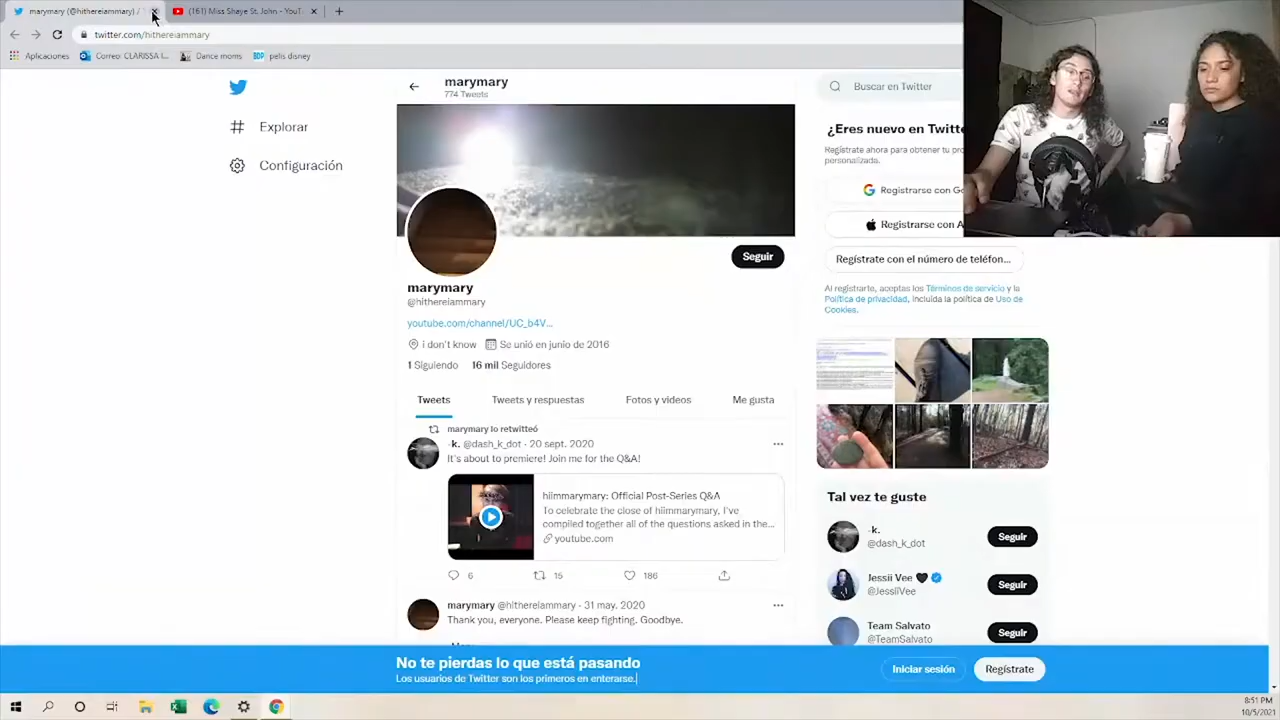 marymary (@hithereiammary) /
(161) Miss Shaye St. John - YouT
twitter.com/hithereiammary
Aplicaciones
Correo: CLARISSA I...
Dance moms
pelis disney
marymary
774 Tweets
Buscar en Twitter
Explorar
Configuración
¿Eres nuevo en Twitte
Regístrate ahora para obtener tu pro
personalizada.
Registrarse con Go
Registrarse con A
Regístrate con el número de teléfon...
Al registrarte, aceptas los Términos de servicio y la
Política de privacidad, incluida la política de Uso de
Cookies.
Seguir
marymary
@hithereiammary
youtube.com/channel/UC_b4V...
i don't know
Se unió en junio de 2016
1 Siguiendo
16 mil Seguidores
Tweets
Tweets y respuestas
Fotos y videos
Me gusta
marymary lo retwitteó
-k. @dash_k_dot · 20 sept. 2020
It's about to premiere! Join me for the Q&A!
hiimmarymary: Official Post-Series Q&A
To celebrate the close of hiimmarymary, I've
compiled together all of the questions asked in the...
youtube.com
6
15
186
marymary @hithereiammary · 31 may. 2020
Thank you, everyone. Please keep fighting. Goodbye.
Tal vez te guste
-k.
@dash_k_dot
Seguir
Jessii Vee
@JessiiVee
Seguir
Team Salvato
@TeamSalvato
Seguir
No te pierdas lo que está pasando
Los usuarios de Twitter son los primeros en enterarse.
Iniciar sesión
Regístrate
8:51 PM
10/5/2021